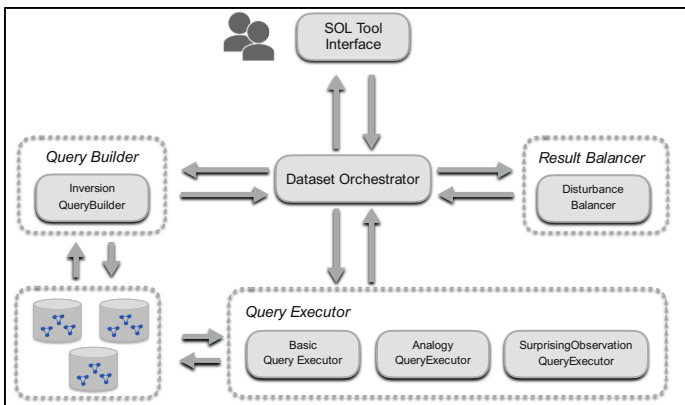 SOL Tool
Interface
Query Builder
Inversion
QueryBuilder
Dataset Orchestrator
Result Balancer
Disturbance
Balancer
Query Executor
Basic
Query Executor
Analogy
QueryExecutor
SurprisingObservation
QueryExecutor